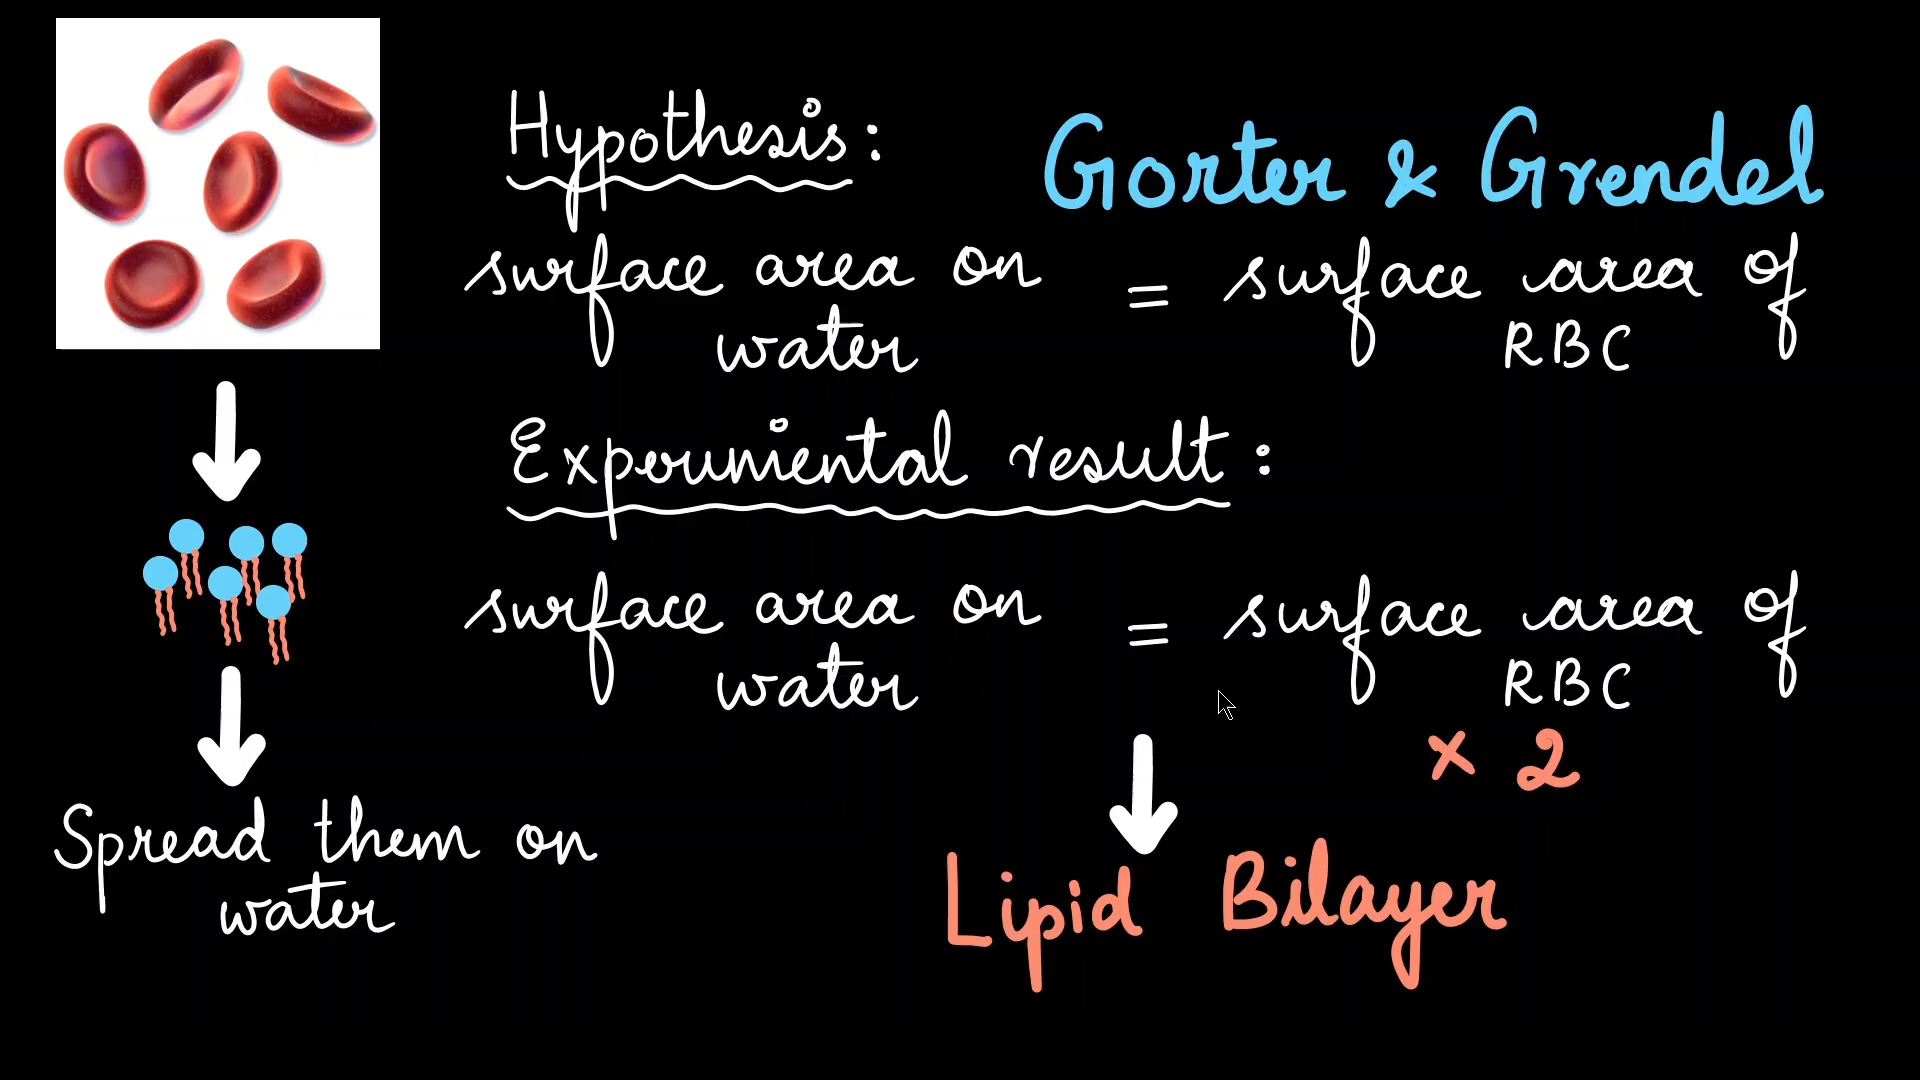 Hypothesis:
Gorter & Grendel
surface area on
water
=
surface area of
RBC
Experimental result:
surface area on
water
=
surface area of
RBC
x 2
Lipid Bilayer
Spread them on
water